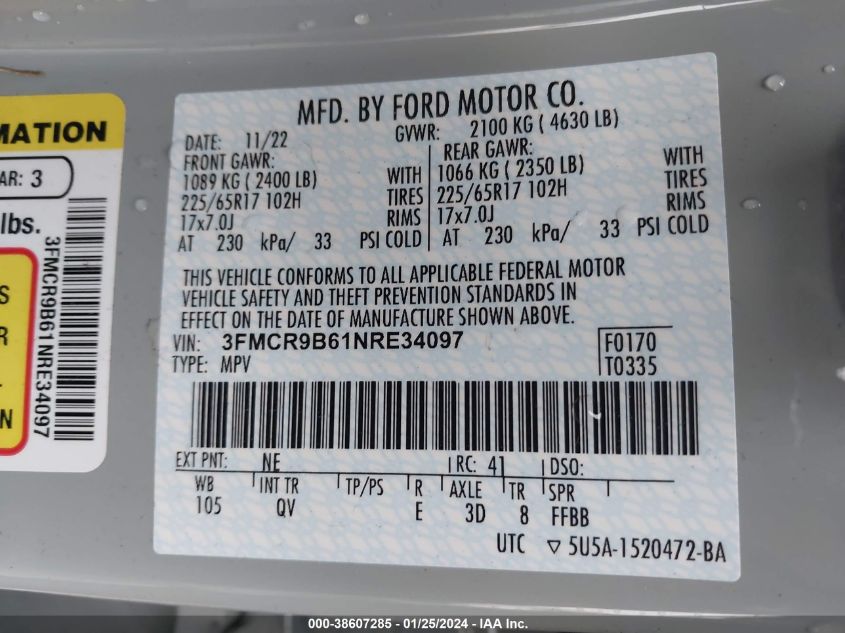 MATION
AR: 3
lbs.
S
R
L
N
3FMCR9B61NRE34097
MFD. BY FORD MOTOR CO.
DATE: 11/22 GVWR: 2100 KG ( 4630 LB)
FRONT GAWR: REAR GAWR:
1089 KG ( 2400 LB) WITH 1066 KG ( 2350 LB) WITH
225/65R17 102H TIRES 225/65R17 102H TIRES
17x7.0J RIMS 17x7.0J RIMS
AT 230 kPa/ 33 PSI COLD AT 230 kPa/ 33 PSI COLD
THIS VEHICLE CONFORMS TO ALL APPLICABLE FEDERAL MOTOR
VEHICLE SAFETY AND THEFT PREVENTION STANDARDS IN
EFFECT ON THE DATE OF MANUFACTURE SHOWN ABOVE.
VIN: 3FMCR9B61NRE34097 F0170
TYPE: MPV T0335
EXT PNT: NE RC: 41 DSO:
WB INT TR TP/PS R AXLE TR SPR
105 QV E 3D 8 FFBB
UTC ▽ 5U5A-1520472-BA
000-38607285 - 01/25/2024 - IAA Inc.